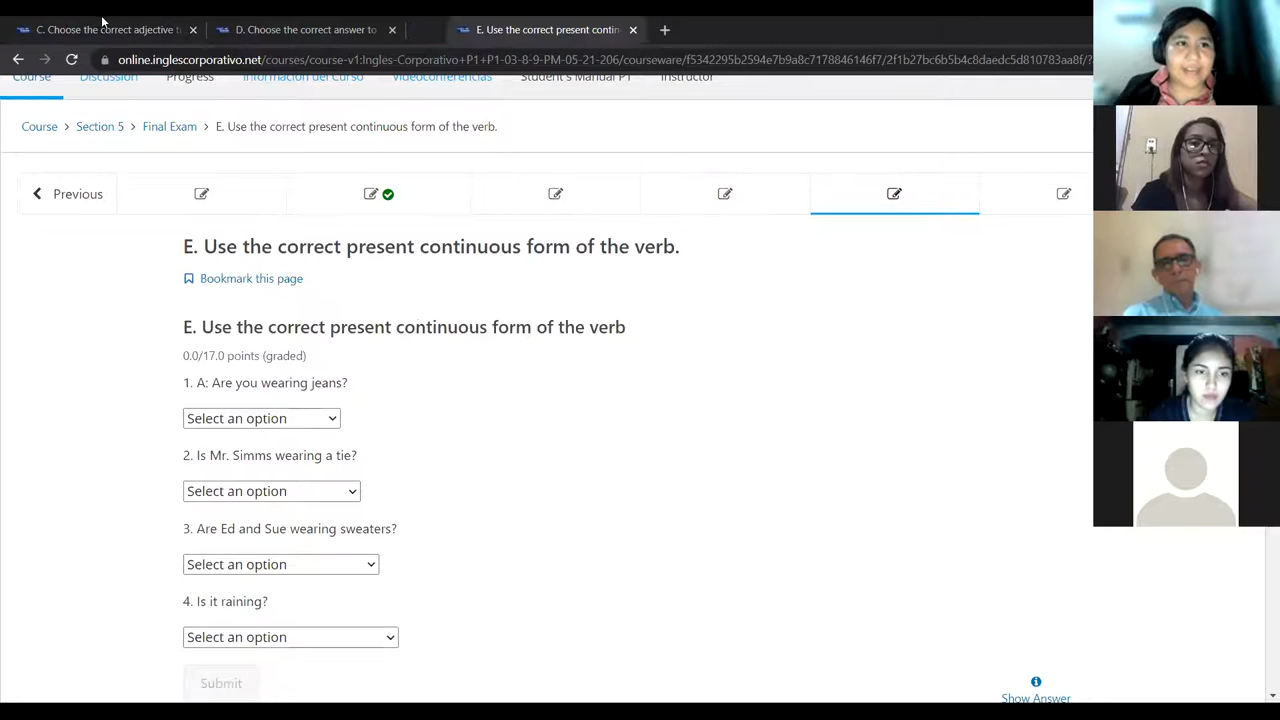 C. Choose the correct adjective t
D. Choose the correct answer to
E. Use the correct present contin
online.inglescorporativo.net/courses/course-v1:Ingles-Corporativo+P1+P1-03-8-9-PM-05-21-206/courseware/f5342295b2594e7b9a8c7178846146f7/2f1b27bc6b5b4c8daedc5d810783aa8f/?
Course
Discussion
Progress
Información del Curso
Videoconferencias
Student's Manual P1
Instructor
Course > Section 5 > Final Exam > E. Use the correct present continuous form of the verb.
Previous
E. Use the correct present continuous form of the verb.
Bookmark this page
E. Use the correct present continuous form of the verb
0.0/17.0 points (graded)
1. A: Are you wearing jeans?
Select an option
2. Is Mr. Simms wearing a tie?
Select an option
3. Are Ed and Sue wearing sweaters?
Select an option
4. Is it raining?
Select an option
Submit
Show Answer